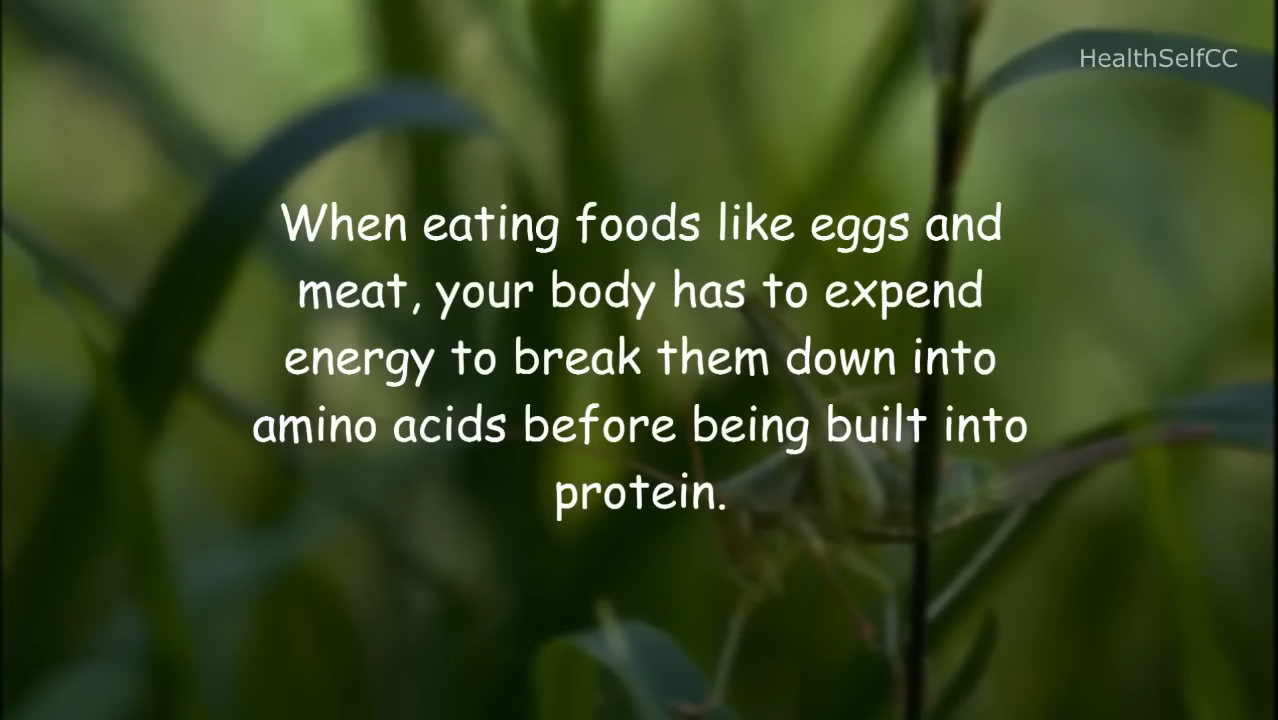 HealthSelfCC
When eating foods like eggs and
meat, your body has to expend
energy to break them down into
amino acids before being built into
protein.